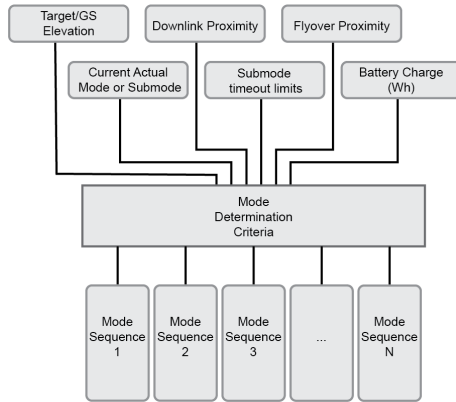 Target/GS
Elevation
Downlink Proximity
Flyover Proximity
Current Actual
Mode or Submode
Submode
timeout limits
Battery Charge
(Wh)
Mode
Determination
Criteria
Mode
Sequence
1
Mode
Sequence
2
Mode
Sequence
3
...
Mode
Sequence
N